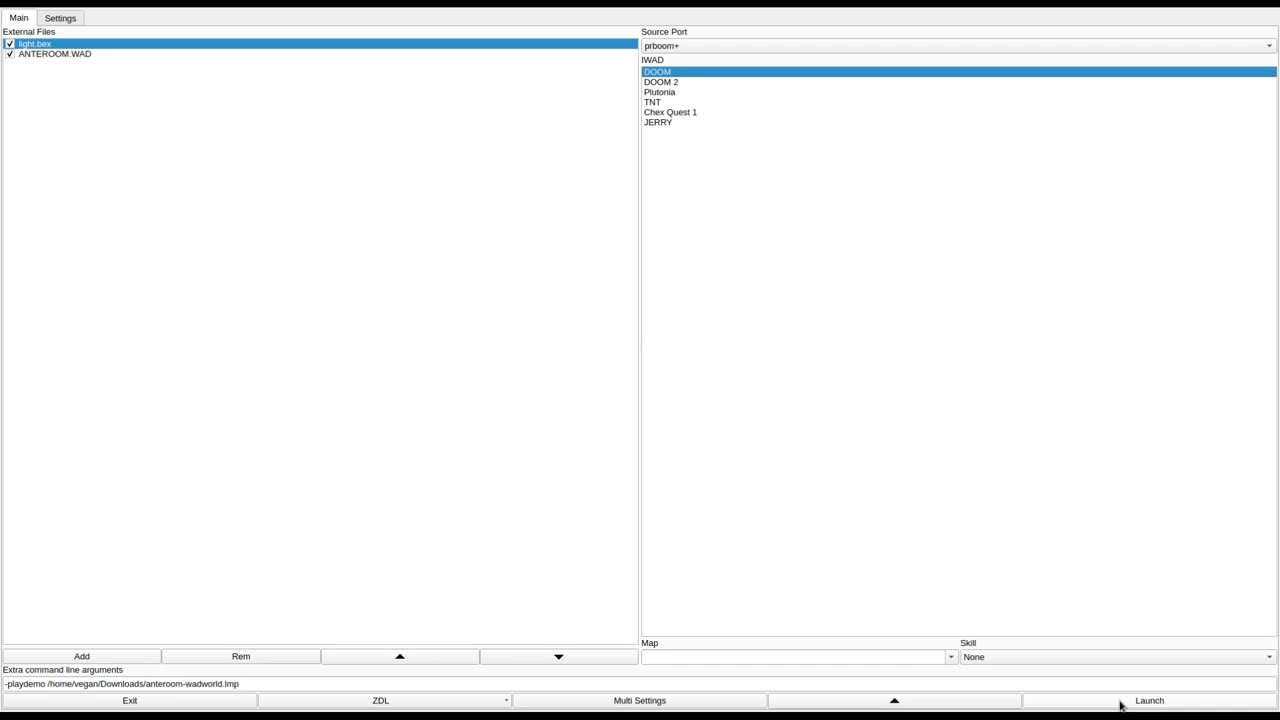 Main
Settings
External Files
light.bex
ANTEROOM.WAD
Add
Rem
Source Port
prboom+
IWAD
DOOM
DOOM 2
Plutonia
TNT
Chex Quest 1
JERRY
Map
Skill
None
Extra command line arguments
-playdemo /home/vegan/Downloads/anteroom-wadworld.lmp
Exit
ZDL
Multi Settings
Launch